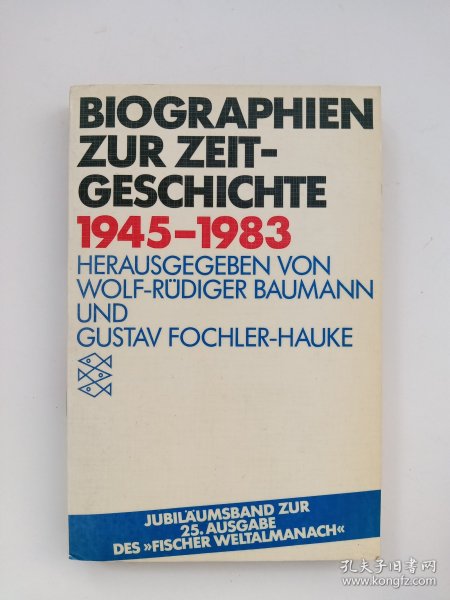 BIOGRAPHIEN
ZUR ZEIT-
GESCHICHTE
1945–1983
HERAUSGEGEBEN VON
WOLF-RÜDIGER BAUMANN
UND
GUSTAV FOCHLER-HAUKE
JUBILÄUMSBAND ZUR
25. AUSGABE
DES »FISCHER WELTALMANACH«
孔夫子旧书网
www.kongfz.com